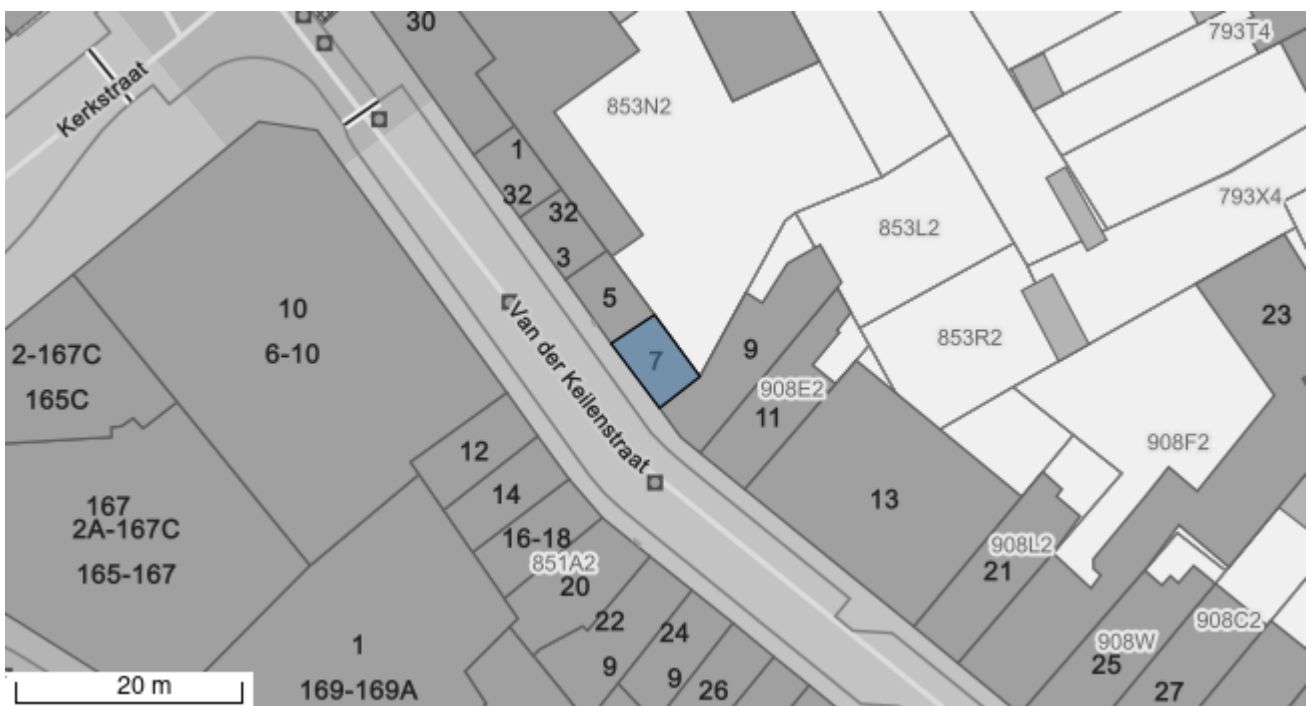 30
793T4
Kerkstraat
853N2
1
32
32
793X4
853L2
3
5
10
Van der Keilenstraat
23
853R2
2-167C
6-10
7
9
908E2
165C
11
908F2
12
13
14
167
2A-167C
16-18
851A2
908L2
165-167
20
21
22
24
908C2
1
908W
9
9
25
20 m
169-169A
26
27